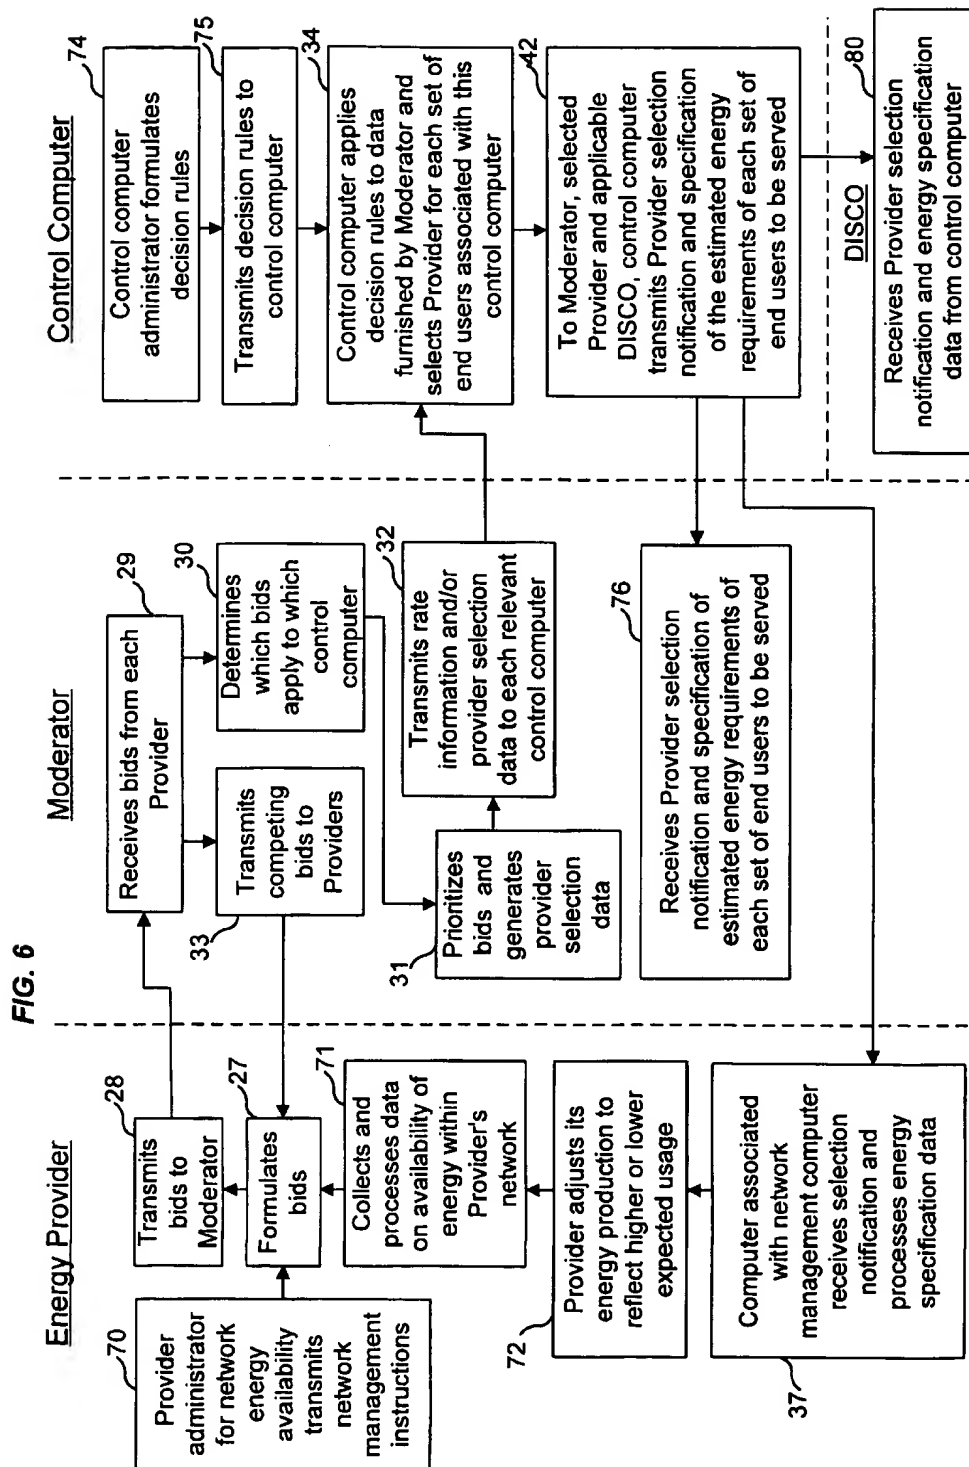 FIG. 6
Energy Provider
70
Provider
administrator
for network
energy
availability
transmits
network
management
instructions
28
Transmits
bids to
Moderator
27
Formulates
bids
71
Collects and
processes data
on availability of
energy within
Provider's
network
72
Provider adjusts its
energy production to
reflect higher or lower
expected usage
37
Computer associated
with network
management computer
receives selection
notification and
processes energy
specification data
Moderator
29
Receives bids from each
Provider
33
Transmits
competing
bids to
Providers
30
Determines
which bids
apply to which
control
computer
31
Prioritizes
bids and
generates
provider
selection
data
32
Transmits rate
information and/or
provider selection
data to each relevant
control computer
76
Receives Provider selection
notification and specification of
estimated energy requirements of
each set of end users to be served
Control Computer
74
Control computer
administrator formulates
decision rules
75
Transmits decision rules to
control computer
34
Control computer applies
decision rules to data
furnished by Moderator and
selects Provider for each set of
end users associated with this
control computer
42
To Moderator, selected
Provider and applicable
DISCO, control computer
transmits Provider selection
notification and specification
of the estimated energy
requirements of each set of
end users to be served
DISCO
80
Receives Provider selection
notification and energy specification
data from control computer